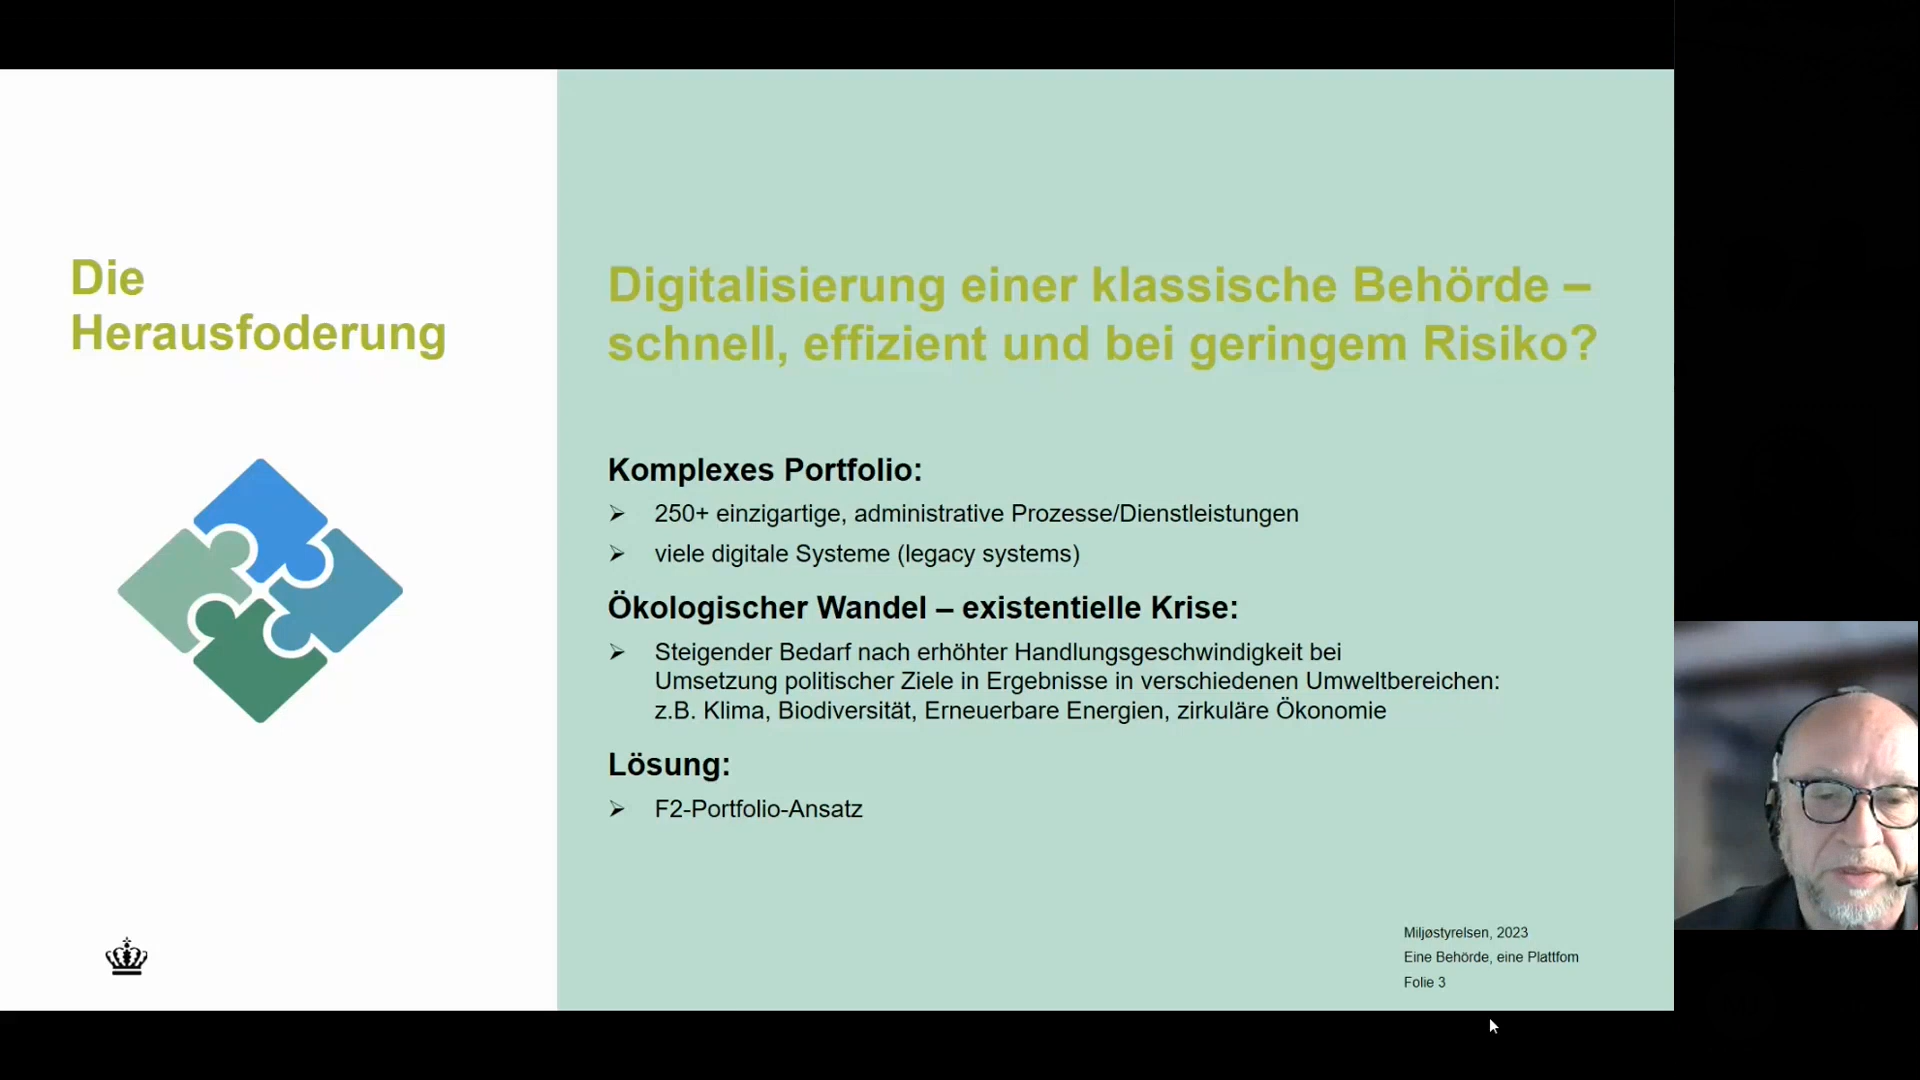 Die
Herausfoderung
Digitalisierung einer klassische Behörde –
schnell, effizient und bei geringem Risiko?
Komplexes Portfolio:
➢ 250+ einzigartige, administrative Prozesse/Dienstleistungen
➢ viele digitale Systeme (legacy systems)
Ökologischer Wandel – existentielle Krise:
➢ Steigender Bedarf nach erhöhter Handlungsgeschwindigkeit bei
Umsetzung politischer Ziele in Ergebnisse in verschiedenen Umweltbereichen:
z.B. Klima, Biodiversität, Erneuerbare Energien, zirkuläre Ökonomie
Lösung:
➢ F2-Portfolio-Ansatz
Miljøstyrelsen, 2023
Eine Behörde, eine Plattfom
Folie 3